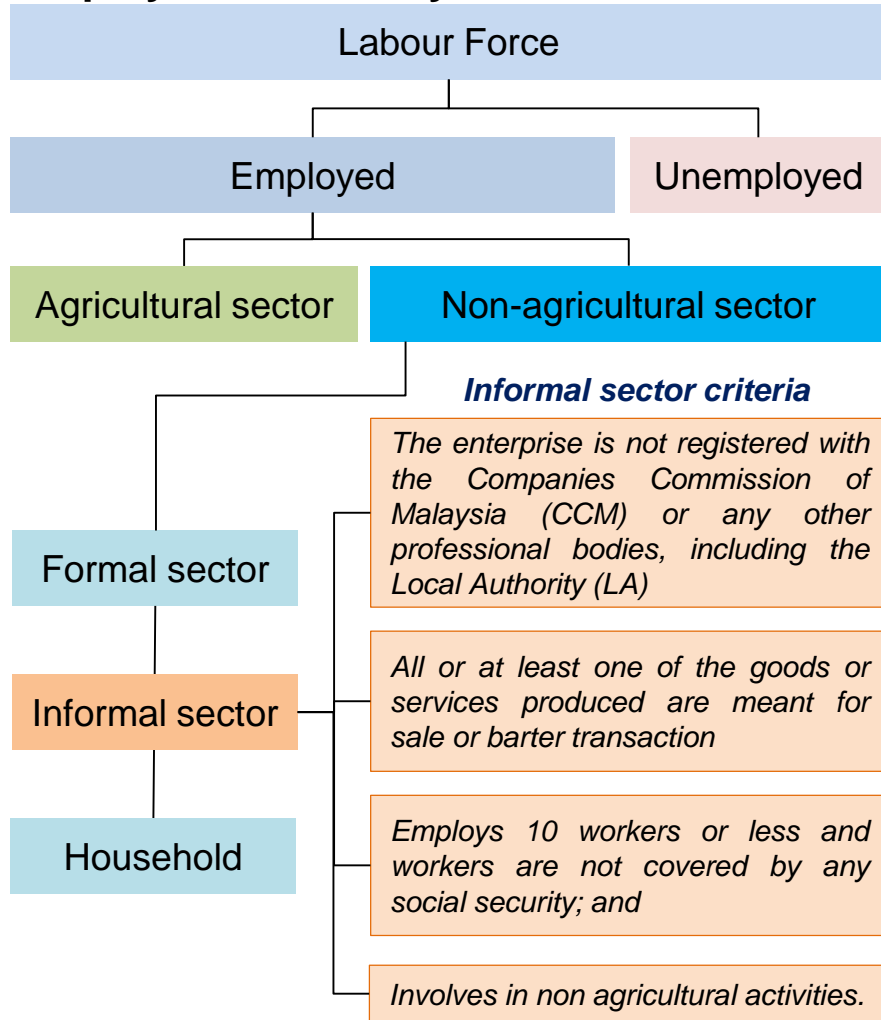 Labour Force
Employed
Unemployed
Agricultural sector
Non-agricultural sector
Informal sector criteria
The enterprise is not registered with
the Companies Commission of
Malaysia (CCM) or any other
professional bodies, including the
Local Authority (LA)
Formal sector
All or at least one of the goods or
services produced are meant for
sale or barter transaction
Informal sector
Employs 10 workers or less and
workers are not covered by any
social security; and
Household
Involves in non agricultural activities.